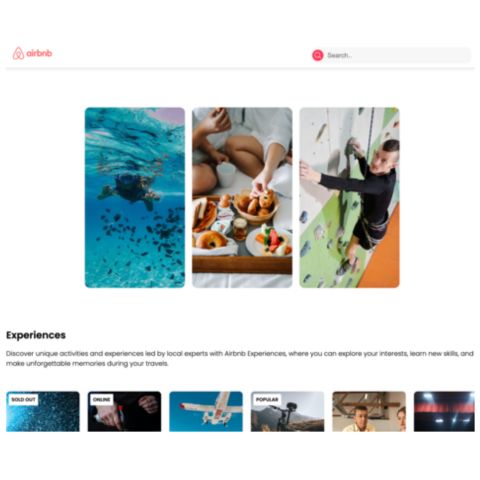 airbnb
Search...
Experiences
Discover unique activities and experiences led by local experts with Airbnb Experiences, where you can explore your interests, learn new skills, and
make unforgettable memories during your travels.
SOLD OUT
ONLINE
POPULAR